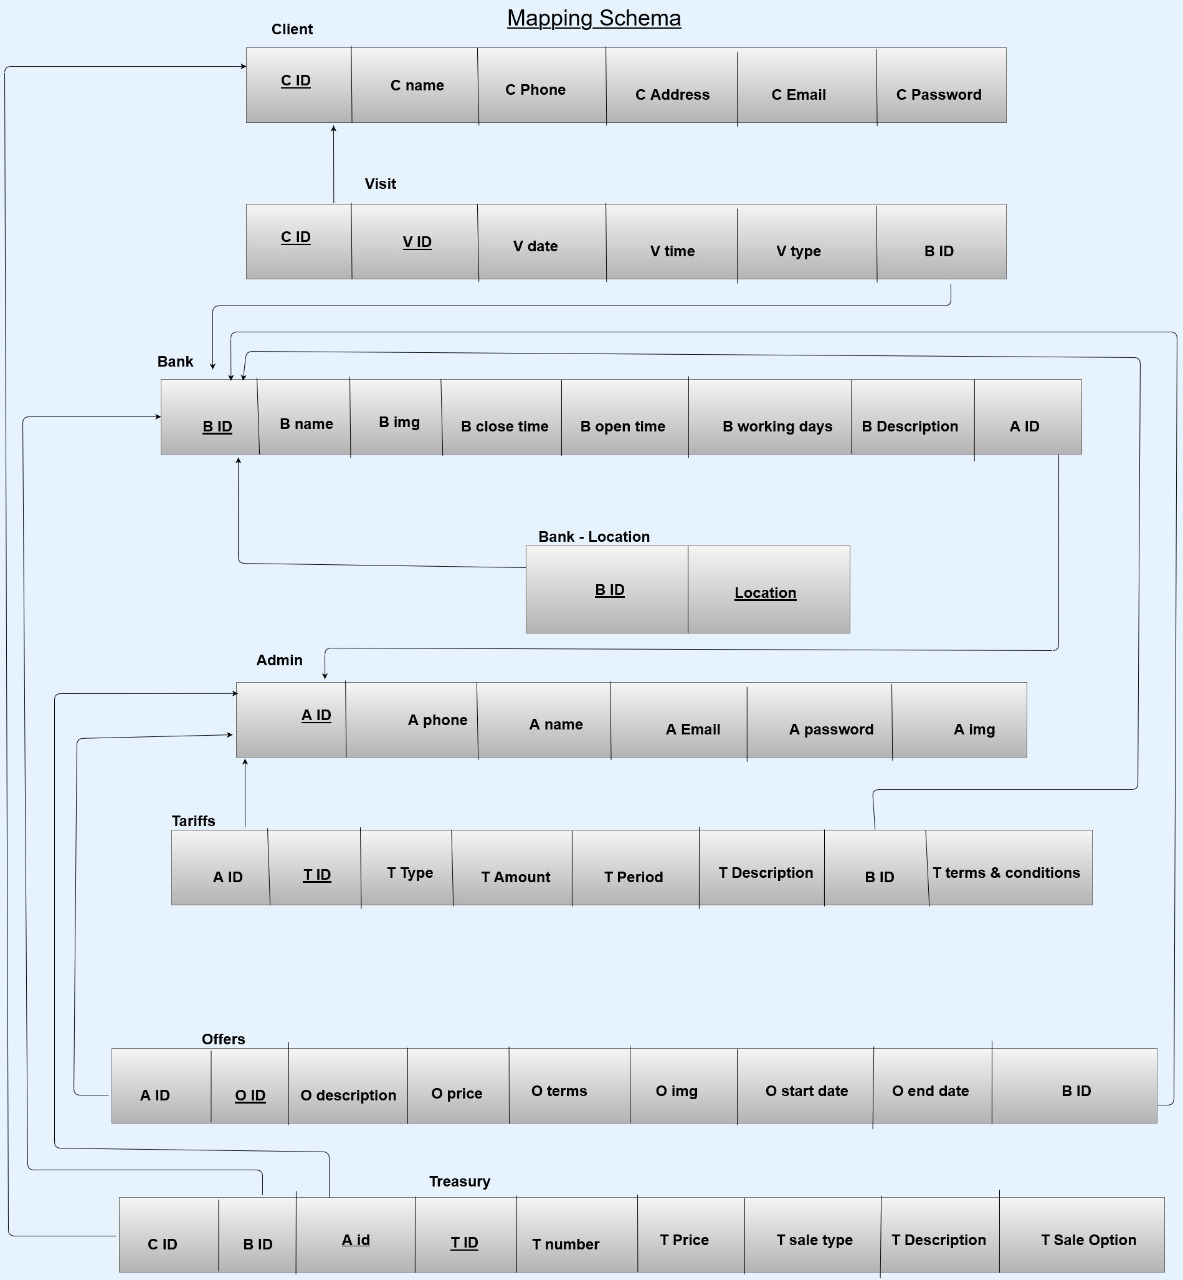 Mapping Schema
Client
C ID C name C Phone C Address C Email C Password
Visit
C ID V ID V date V time V type B ID
Bank
B ID B name B img B close time B open time B working days B Description A ID
Bank - Location
B ID Location
Admin
A ID A phone A name A Email A password A img
Tariffs
A ID T ID T Type T Amount T Period T Description B ID T terms & conditions
Offers
A ID O ID O description O price O terms O img O start date O end date B ID
Treasury
C ID B ID A id T ID T number T Price T sale type T Description T Sale Option